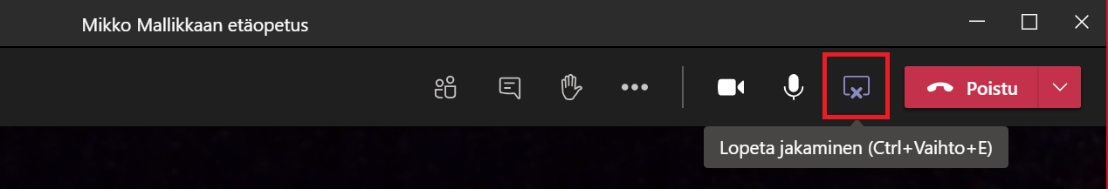 Mikko Mallikkaan etäopetus
Poistu
Lopeta jakaminen (Ctrl+Vaihto+E)